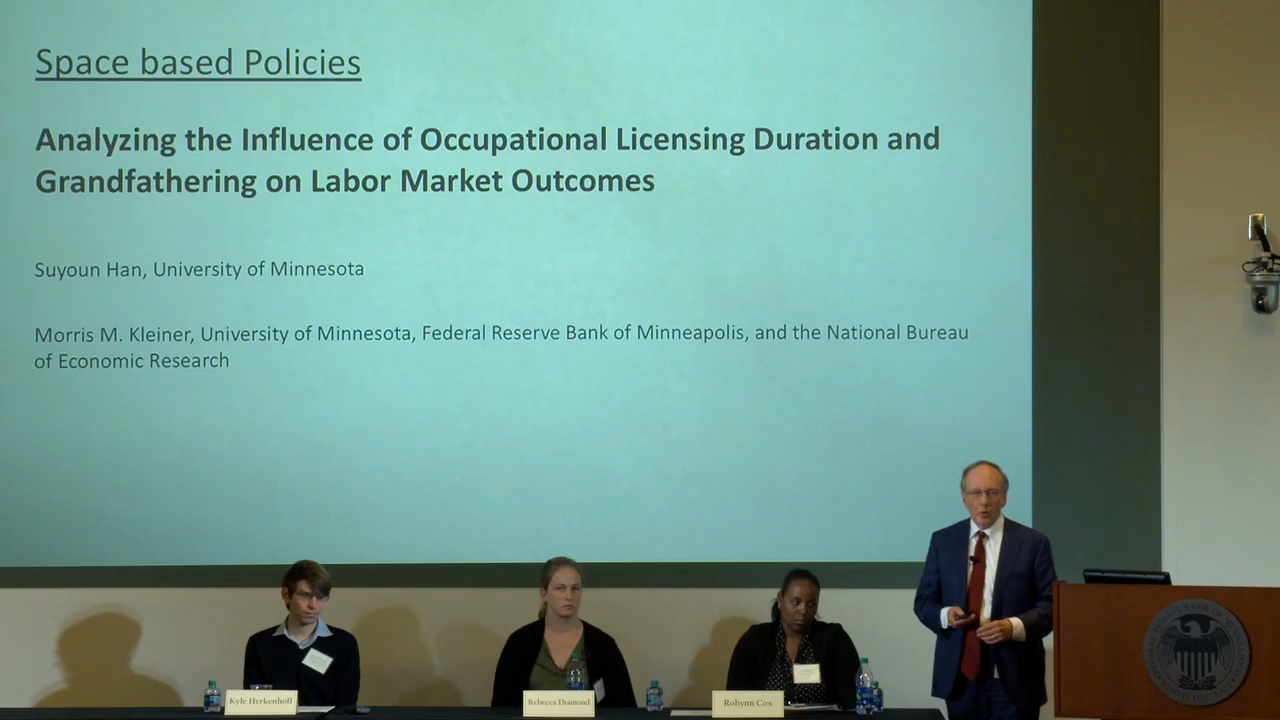 Space based Policies
Analyzing the Influence of Occupational Licensing Duration and
Grandfathering on Labor Market Outcomes
Suyoun Han, University of Minnesota
Morris M. Kleiner, University of Minnesota, Federal Reserve Bank of Minneapolis, and the National Bureau
of Economic Research
Kyle Herkenhoff
Rebecca Diamond
Robynn Cox